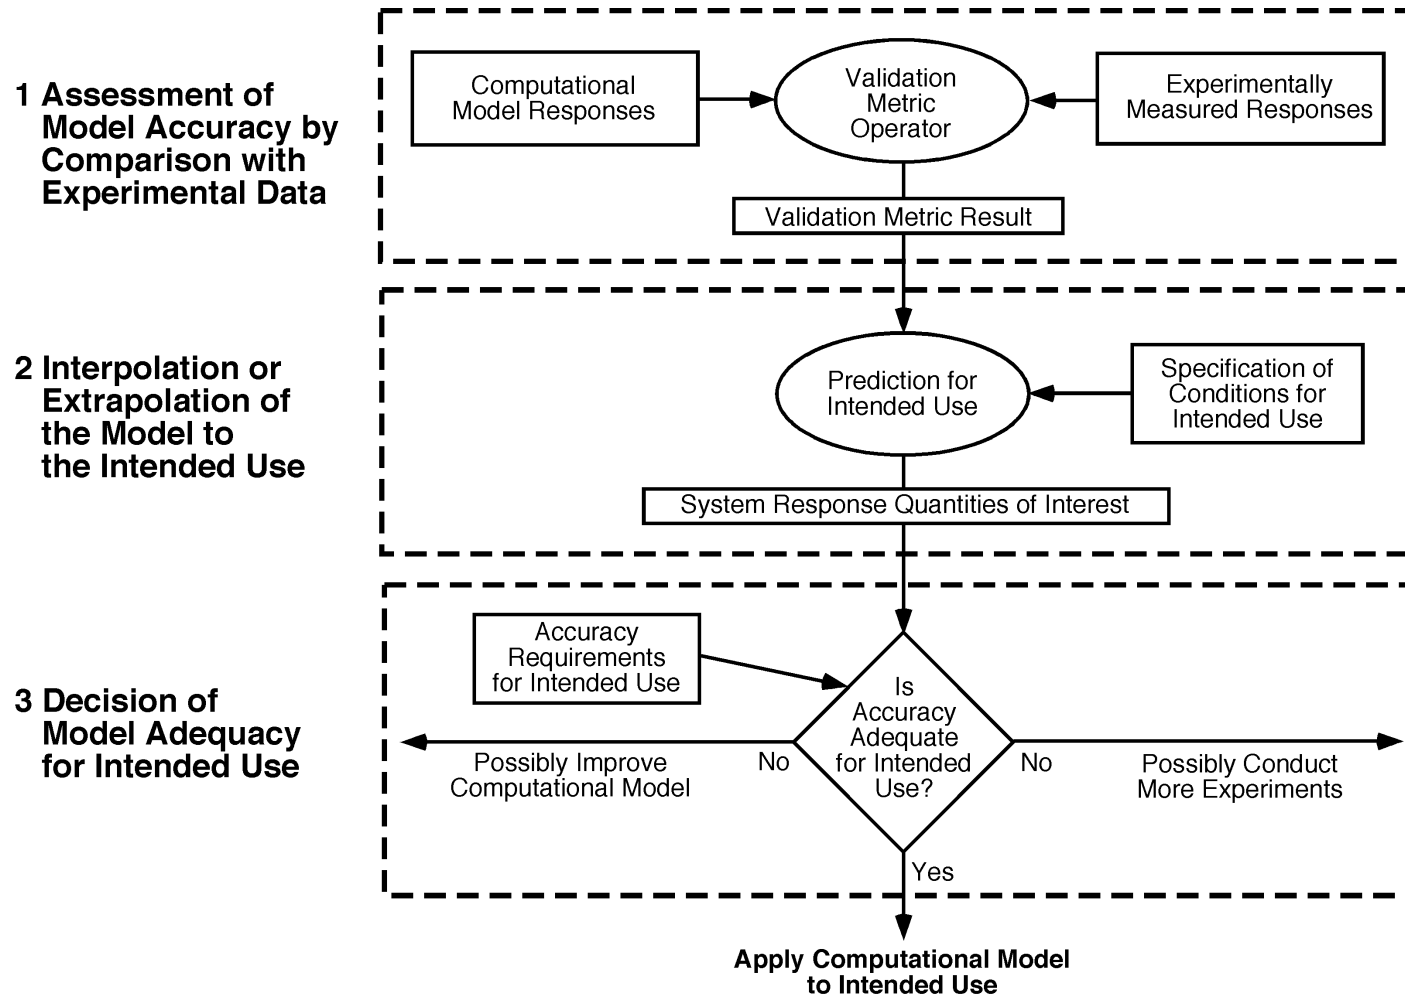 1 Assessment of
Model Accuracy by
Comparison with
Experimental Data
Computational
Model Responses
Validation
Metric
Operator
Experimentally
Measured Responses
Validation Metric Result
2 Interpolation or
Extrapolation of
the Model to
the Intended Use
Prediction for
Intended Use
Specification of
Conditions for
Intended Use
System Response Quantities of Interest
3 Decision of
Model Adequacy
for Intended Use
Accuracy
Requirements
for Intended Use
Is
Accuracy
Adequate
for Intended
Use?
No
Possibly Improve
Computational Model
No
Possibly Conduct
More Experiments
Yes
Apply Computational Model
to Intended Use